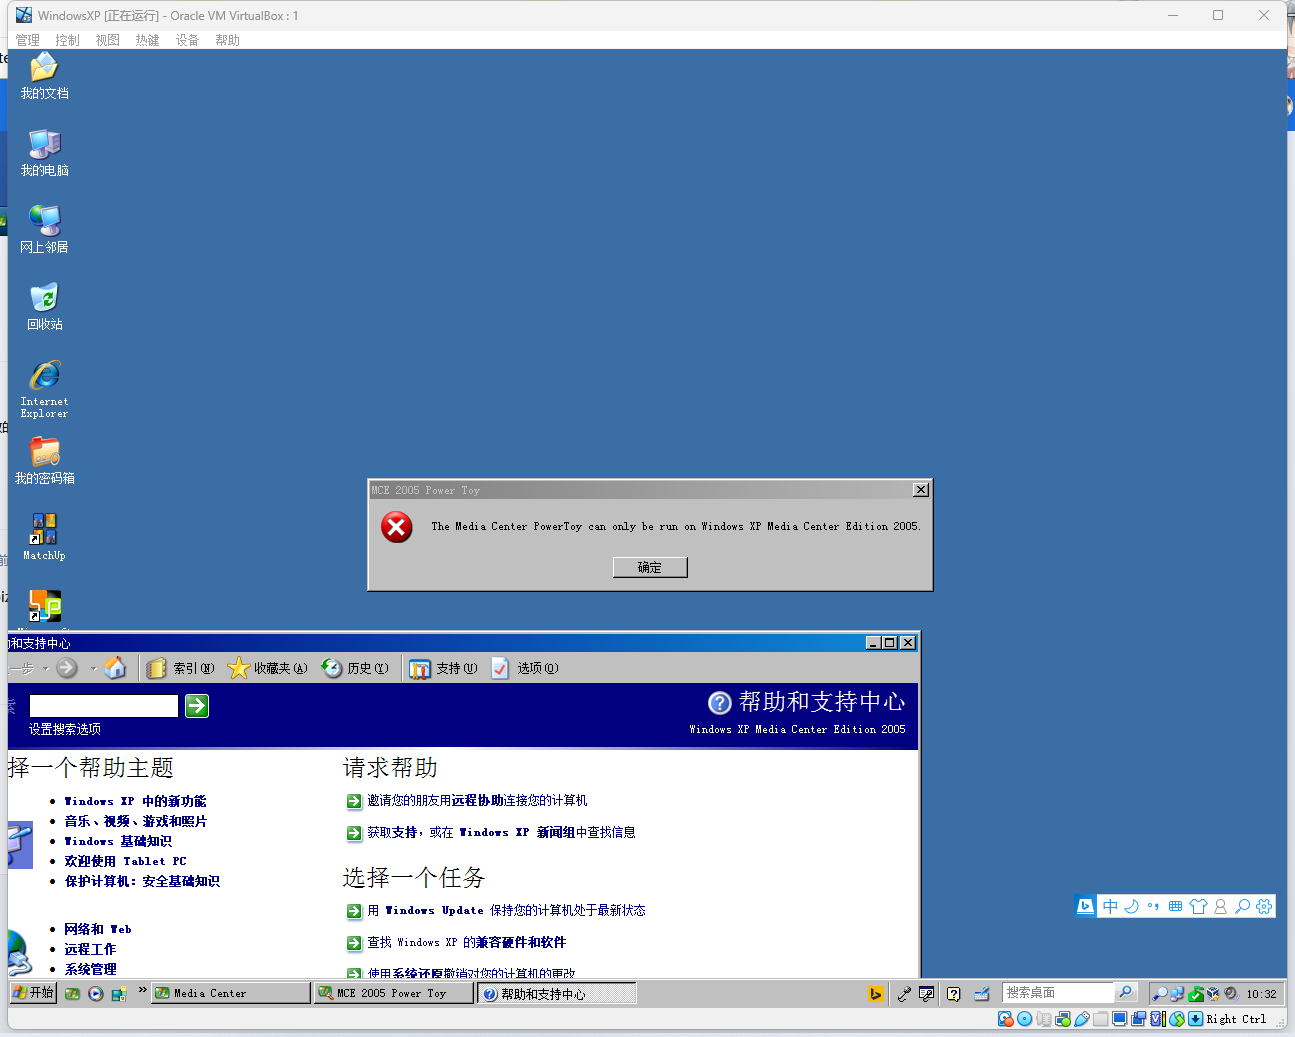 WindowsXP [正在运行] - Oracle VM VirtualBox : 1
管理 控制 视图 热键 设备 帮助
我的文档
我的电脑
网上邻居
回收站
Internet Explorer
我的密码箱
MatchUp
MCE 2005 Power Toy
The Media Center PowerToy can only be run on Windows XP Media Center Edition 2005.
确定
和支持中心
一步 索引(N) 收藏夹(A) 历史(Y) 支持(U) 选项(O)
设置搜索选项
帮助和支持中心
Windows XP Media Center Edition 2005
择一个帮助主题
Windows XP 中的新功能
音乐、视频、游戏和照片
Windows 基础知识
欢迎使用 Tablet PC
保护计算机: 安全基础知识
网络和 Web
远程工作
系统管理
请求帮助
邀请您的朋友用远程协助连接您的计算机
获取支持，或在 Windows XP 新闻组中查找信息
选择一个任务
用 Windows Update 保持您的计算机处于最新状态
查找 Windows XP 的兼容硬件和软件
使用系统还原撤销对您的计算机的更改
中
开始 Media Center MCE 2005 Power Toy 帮助和支持中心 搜索桌面 10:32
Right Ctrl